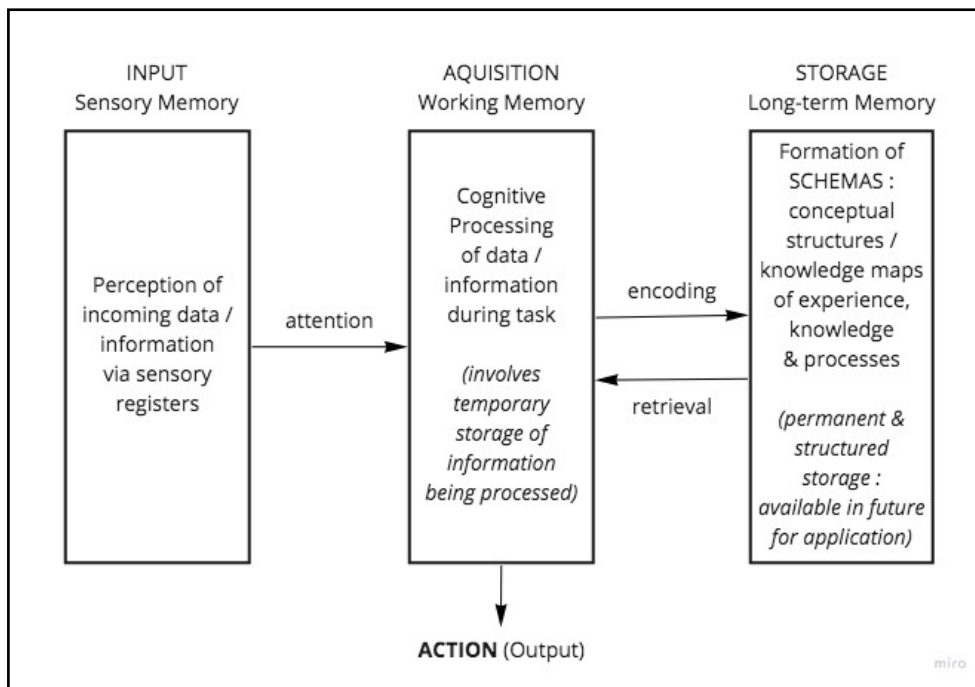 INPUT
Sensory Memory
Perception of
incoming data /
information
via sensory
registers
attention
AQUISITION
Working Memory
Cognitive
Processing
of data /
information
during task
(involves
temporary
storage of
information
being processed)
encoding
retrieval
STORAGE
Long-term Memory
Formation of
SCHEMAS :
conceptual
structures /
knowledge maps
of experience,
knowledge
& processes
(permanent &
structured
storage :
available in future
for application)
ACTION (Output)
miro